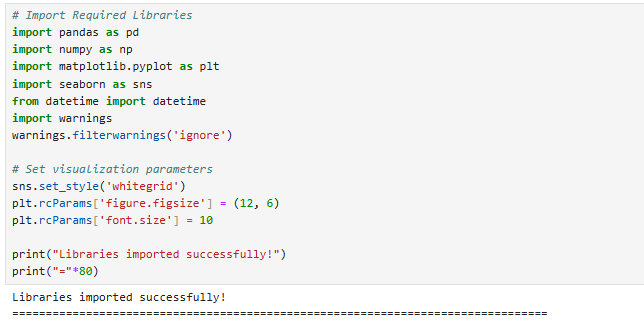 # Import Required Libraries
import pandas as pd
import numpy as np
import matplotlib.pyplot as plt
import seaborn as sns
from datetime import datetime
import warnings
warnings.filterwarnings('ignore')
# Set visualization parameters
sns.set_style('whitegrid')
plt.rcParams['figure.figsize'] = (12, 6)
plt.rcParams['font.size'] = 10
print("Libraries imported successfully!")
print("="*80)
Libraries imported successfully!
================================================================================